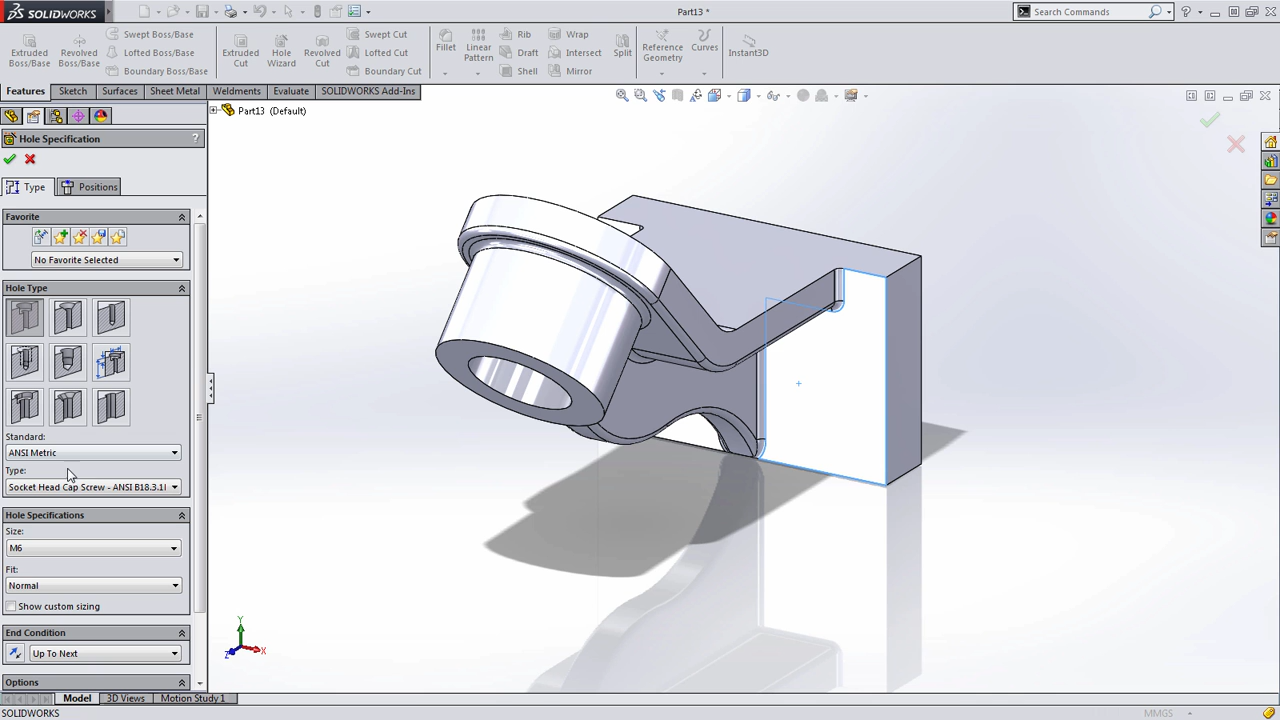 SOLIDWORKS
Part13 *
Search Commands
Extruded Boss/Base
Revolved Boss/Base
Swept Boss/Base
Lofted Boss/Base
Boundary Boss/Base
Extruded Cut
Hole Wizard
Revolved Cut
Swept Cut
Lofted Cut
Boundary Cut
Fillet
Linear Pattern
Rib
Draft
Shell
Wrap
Intersect
Mirror
Split
Reference Geometry
Curves
Instant3D
Features
Sketch
Surfaces
Sheet Metal
Weldments
Evaluate
SOLIDWORKS Add-Ins
Part13 (Default)
Hole Specification
?
Type
Positions
Favorite
No Favorite Selected
Hole Type
Standard:
ANSI Metric
Type:
Socket Head Cap Screw - ANSI B18.3.1
Hole Specifications
Size:
M6
Fit:
Normal
Show custom sizing
End Condition
Up To Next
Options
Y
X
Z
Model
3D Views
Motion Study 1
SOLIDWORKS
MMGS